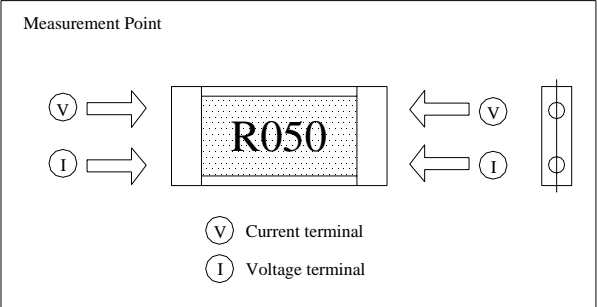 Measurement Point
V
V
R050
I
I
V Current terminal
I Voltage terminal